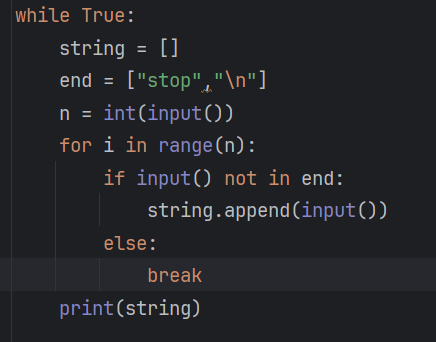 while True:
    string = []
    end = ["stop","\n"]
    n = int(input())
    for i in range(n):
        if input() not in end:
            string.append(input())
        else:
            break
    print(string)